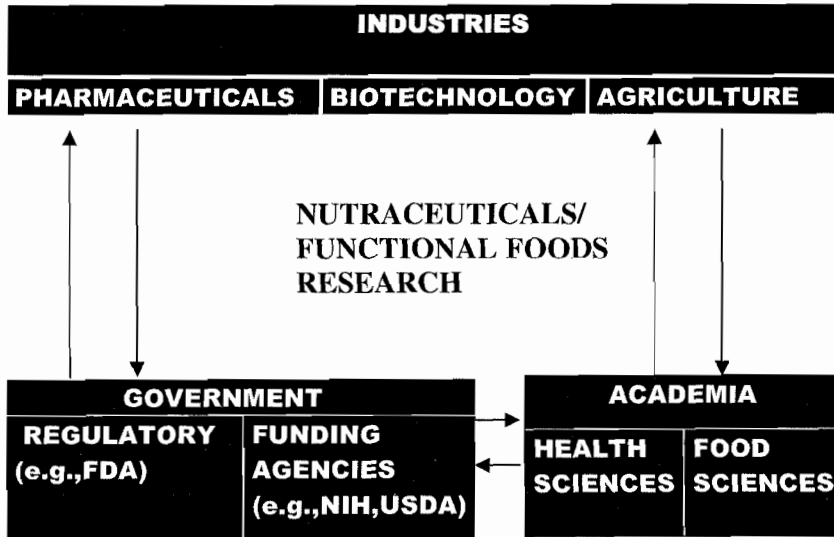 INDUSTRIES
PHARMACEUTICALS BIOTECHNOLOGY AGRICULTURE
NUTRACEUTICALS/
FUNCTIONAL FOODS
RESEARCH
GOVERNMENT
REGULATORY
(e.g.,FDA)
FUNDING
AGENCIES
(e.g.,NIH,USDA)
ACADEMIA
HEALTH
SCIENCES
FOOD
SCIENCES